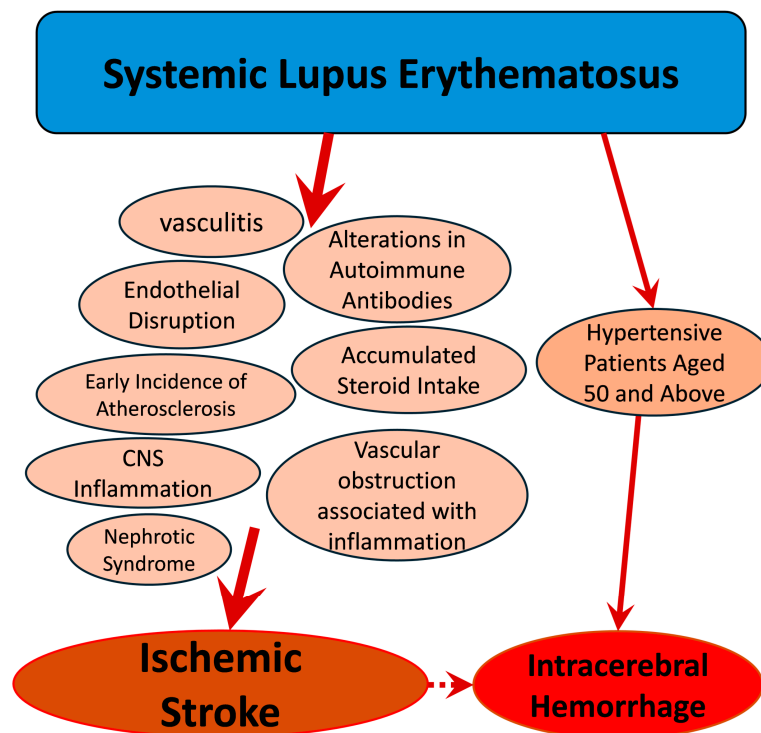 Systemic Lupus Erythematosus
vasculitis
Alterations in
Autoimmune
Antibodies
Endothelial
Disruption
Hypertensive
Patients Aged
50 and Above
Accumulated
Steroid Intake
Early Incidence of
Atherosclerosis
CNS
Inflammation
Vascular
obstruction
associated with
inflammation
Nephrotic
Syndrome
Ischemic
Stroke
Intracerebral
Hemorrhage